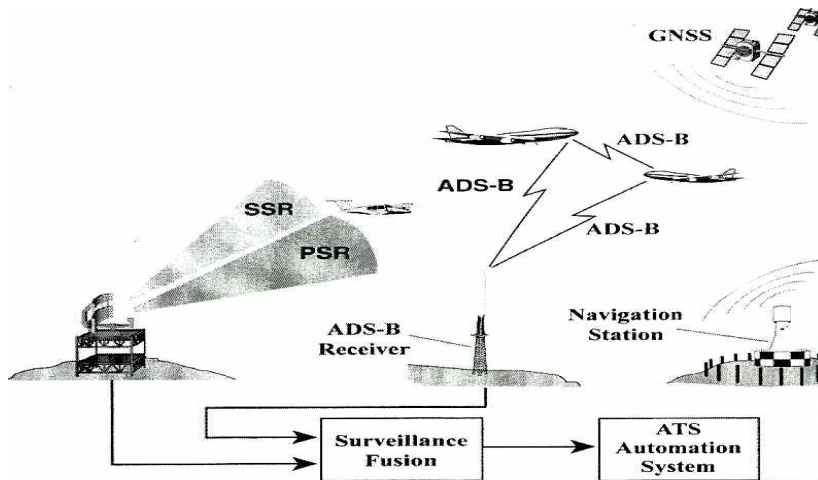 GNSS
ADS-B
ADS-B
SSR
ADS-B
PSR
ADS-B
Receiver
Navigation
Station
Surveillance
Fusion
ATS
Automation
System